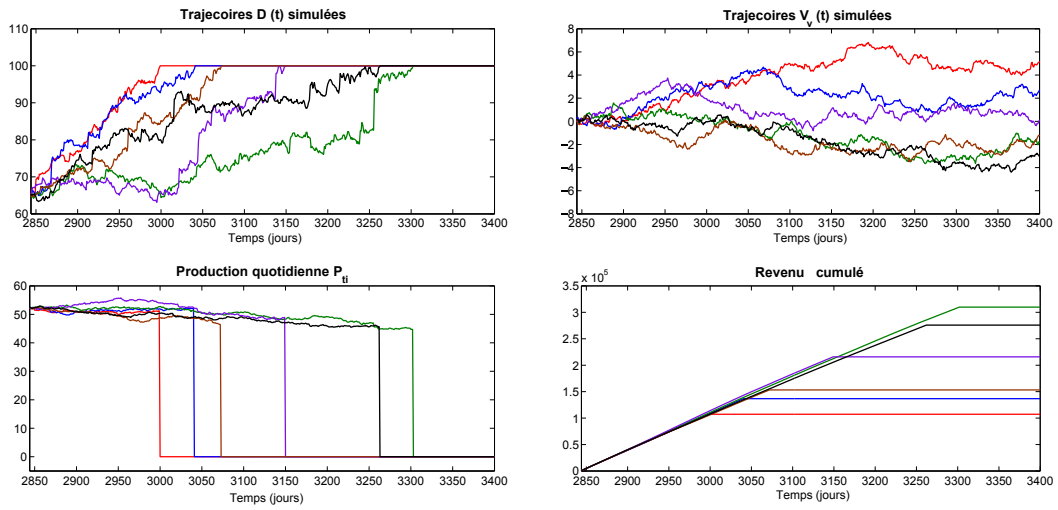 Trajecoires D (t) simulées
110
100
90
80
70
60
2850 2900 2950 3000 3050 3100 3150 3200 3250 3300 3350 3400
Temps (jours)
Trajecoires V_v (t) simulées
8
6
4
2
0
−2
−4
−6
−8
2850 2900 2950 3000 3050 3100 3150 3200 3250 3300 3350 3400
Temps (jours)
Production quotidienne P_ti
60
50
40
30
20
10
0
2850 2900 2950 3000 3050 3100 3150 3200 3250 3300 3350 3400
Temps (jours)
Revenu cumulé
x 10^5
3.5
3
2.5
2
1.5
1
0.5
0
2850 2900 2950 3000 3050 3100 3150 3200 3250 3300 3350 3400
Temps (jours)